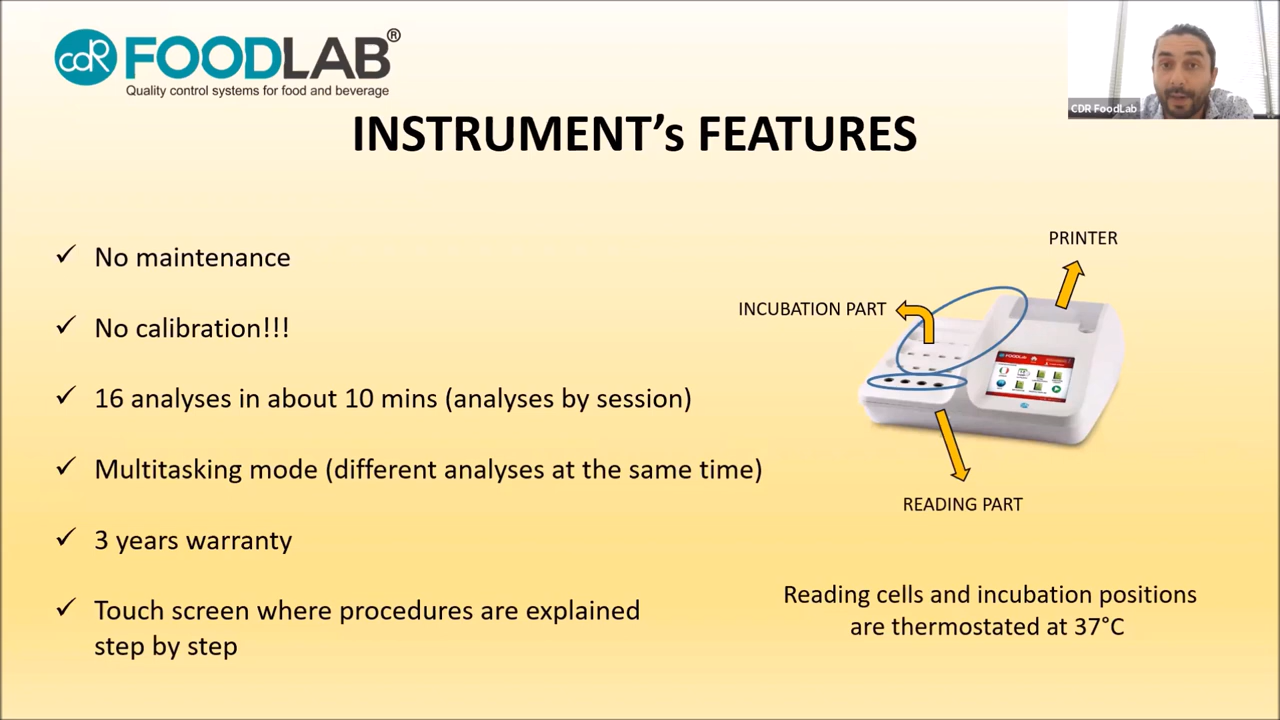 cdR FOODLAB®
Quality control systems for food and beverage
CDR FoodLab
INSTRUMENT’s FEATURES
✓ No maintenance
✓ No calibration!!!
✓ 16 analyses in about 10 mins (analyses by session)
✓ Multitasking mode (different analyses at the same time)
✓ 3 years warranty
✓ Touch screen where procedures are explained
step by step
PRINTER
INCUBATION PART
FOODLAB
READING PART
Reading cells and incubation positions
are thermostated at 37°C